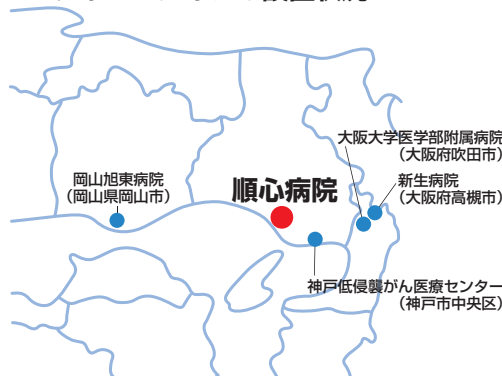 大阪大学医学部附属病院
（大阪府吹田市）
岡山旭東病院
（岡山県岡山市）
順心病院
新生病院
（大阪府高槻市）
神戸低侵襲がん医療センター
（神戸市中央区）